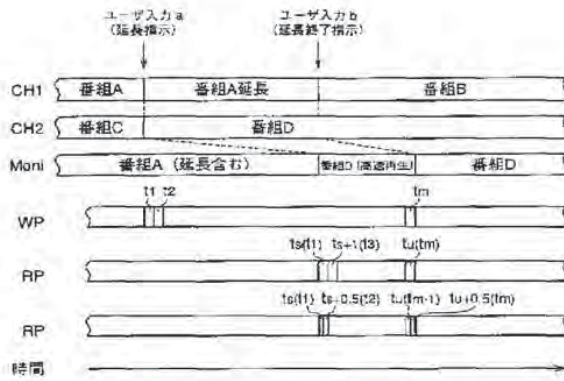 ユーザ入力a ユーザ入力b
(延長指示) (延長終了指示)
CH1 番組A 番組A延長 番組B
CH2 番組C 番組D
Moni 番組A (延長含む) 番組D (高速再生) 番組D
t1 t2 tm
WP
ts(t1) ts+1(t3) tu(tm)
RP
ts(t1) ts+0.5(t2) tu(tm-1) tu+0.5(tm)
RP
時間